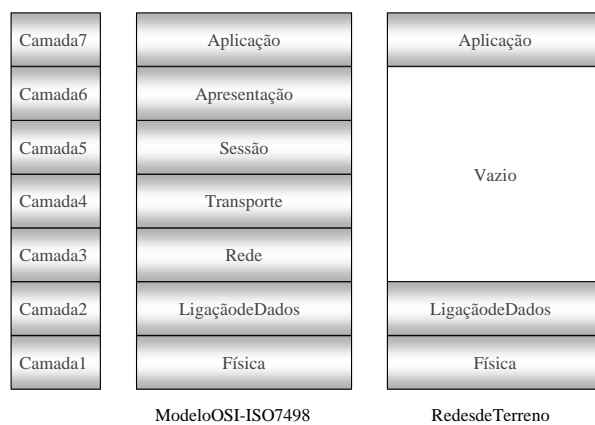 Camada7 Aplicação Aplicação
Camada6 Apresentação
Camada5 Sessão
Vazio
Camada4 Transporte
Camada3 Rede
Camada2 LigaçãodeDados LigaçãodeDados
Camada1 Física Física
ModeloOSI-ISO7498 RedesdeTerreno